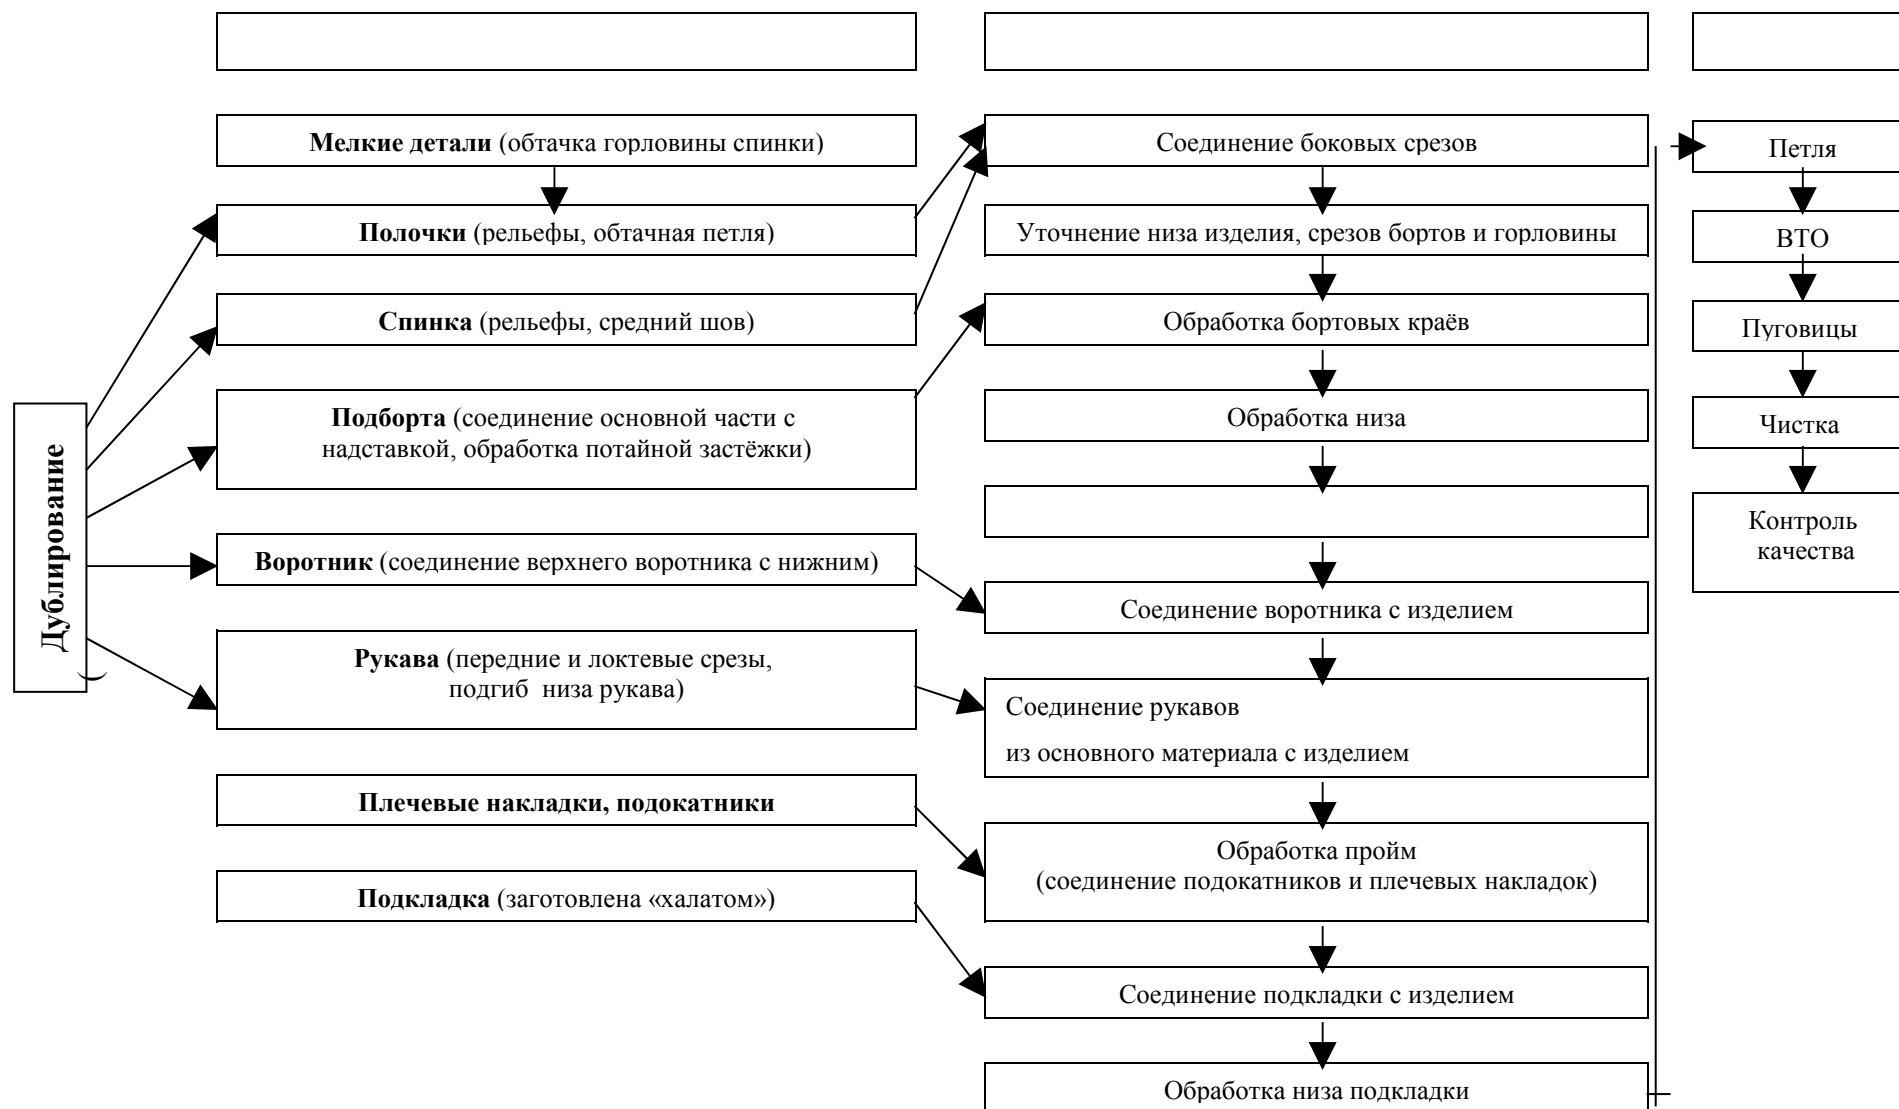 Дублирование
Мелкие детали (обтачка горловины спинки)
Полочки (рельефы, обтачная петля)
Спинка (рельефы, средний шов)
Подборта (соединение основной части с
надставкой, обработка потайной застёжки)
Воротник (соединение верхнего воротника с нижним)
Рукава (передние и локтевые срезы,
подгиб низа рукава)
Плечевые накладки, подокатники
Подкладка (заготовлена «халатом»)
Соединение боковых срезов
Уточнение низа изделия, срезов бортов и горловины
Обработка бортовых краёв
Обработка низа
Соединение воротника с изделием
Соединение рукавов
из основного материала с изделием
Обработка пройм
(соединение подокатников и плечевых накладок)
Соединение подкладки с изделием
Обработка низа подкладки
Петля
ВТО
Пуговицы
Чистка
Контроль
качества